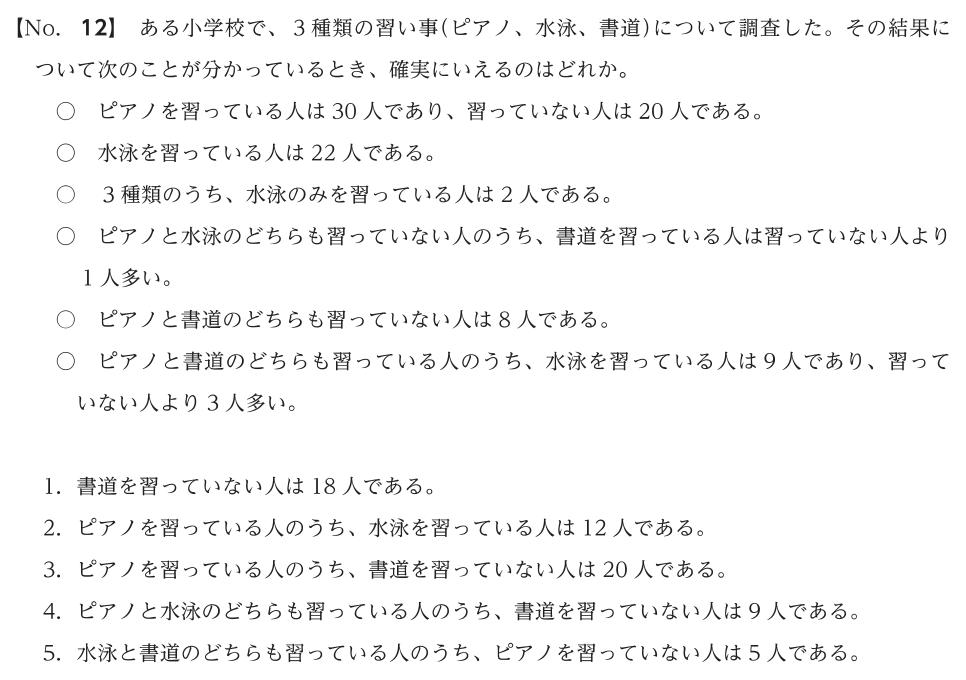 【No. 12】 ある小学校で、３種類の習い事(ピアノ、水泳、書道)について調査した。その結果に
ついて次のことが分かっているとき、確実にいえるのはどれか。
○ ピアノを習っている人は 30 人であり、習っていない人は 20 人である。
○ 水泳を習っている人は 22 人である。
○ ３種類のうち、水泳のみを習っている人は 2 人である。
○ ピアノと水泳のどちらも習っていない人のうち、書道を習っている人は習っていない人より
1 人多い。
○ ピアノと書道のどちらも習っていない人は 8 人である。
○ ピアノと書道のどちらも習っている人のうち、水泳を習っている人は 9 人であり、習って
いない人より 3 人多い。
1. 書道を習っていない人は 18 人である。
2. ピアノを習っている人のうち、水泳を習っている人は 12 人である。
3. ピアノを習っている人のうち、書道を習っていない人は 20 人である。
4. ピアノと水泳のどちらも習っている人のうち、書道を習っていない人は 9 人である。
5. 水泳と書道のどちらも習っている人のうち、ピアノを習っていない人は 5 人である。